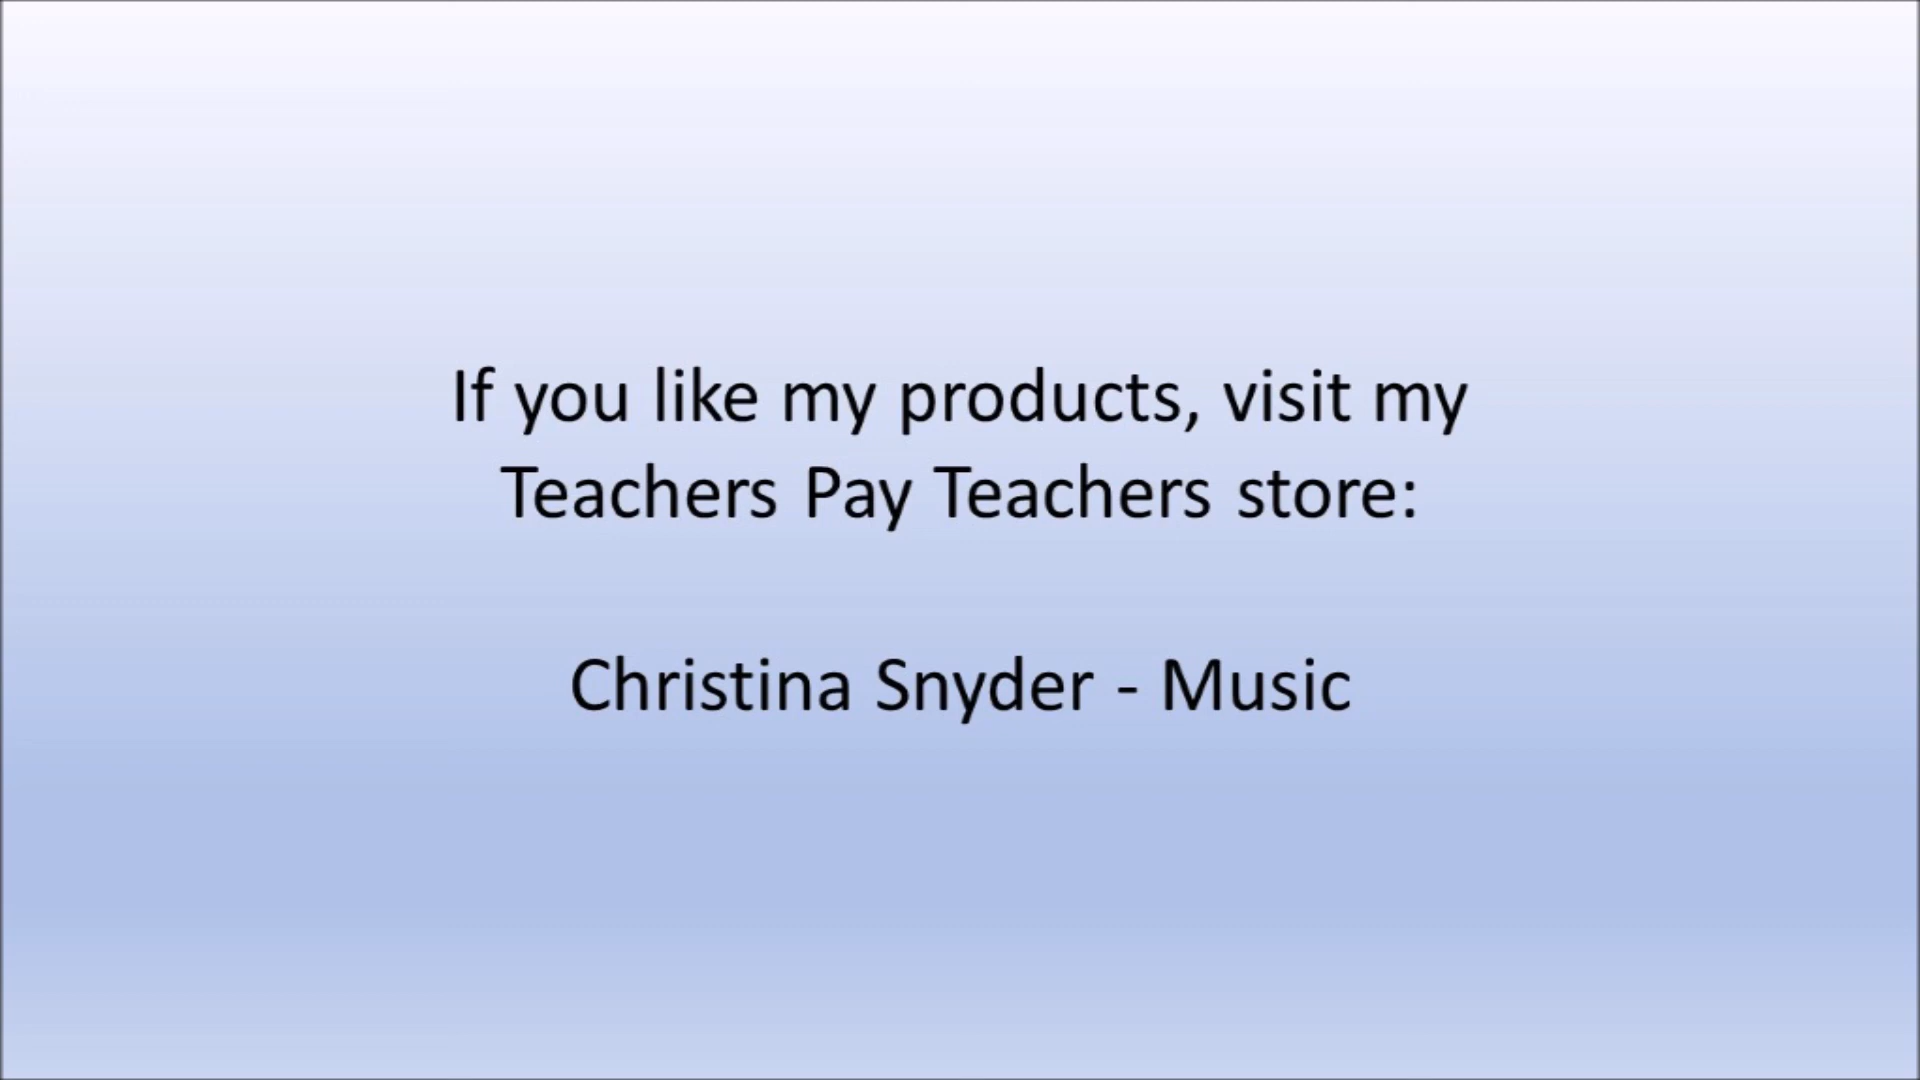 If you like my products, visit my
Teachers Pay Teachers store:
Christina Snyder - Music